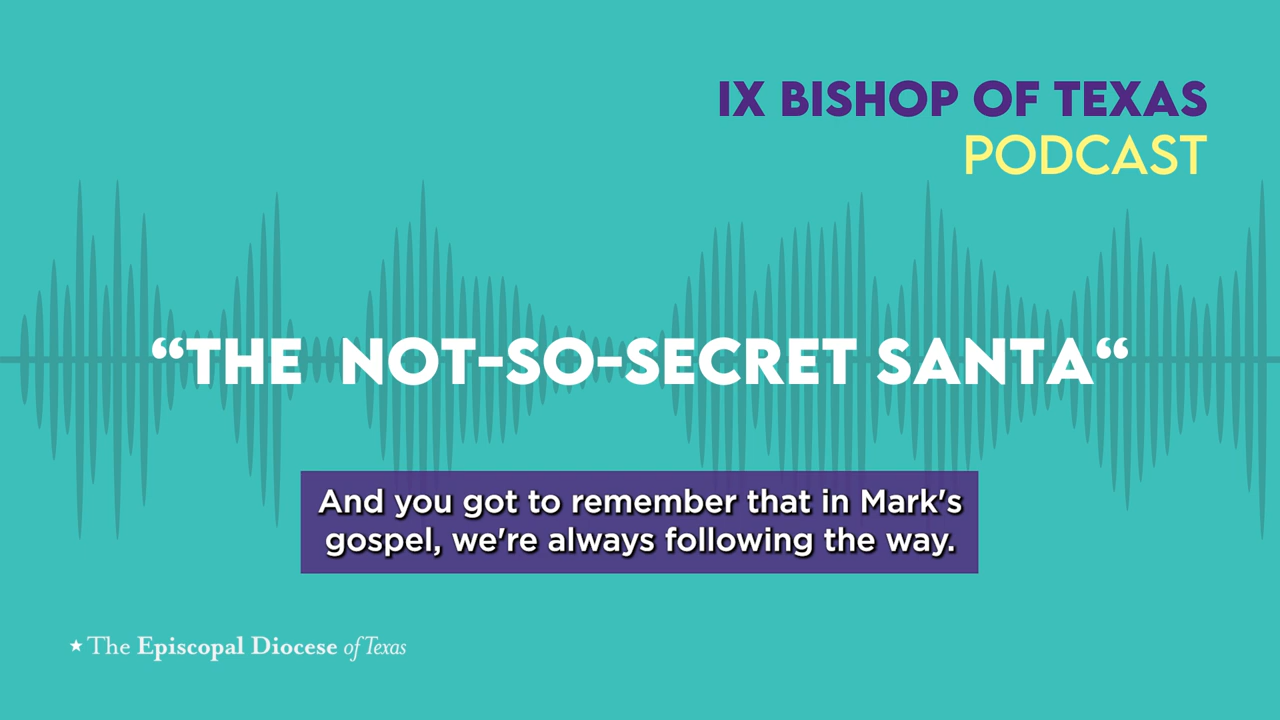 IX BISHOP OF TEXAS
PODCAST
“THE NOT-SO-SECRET SANTA“
And you got to remember that in Mark's
gospel, we're always following the way.
The Episcopal Diocese of Texas